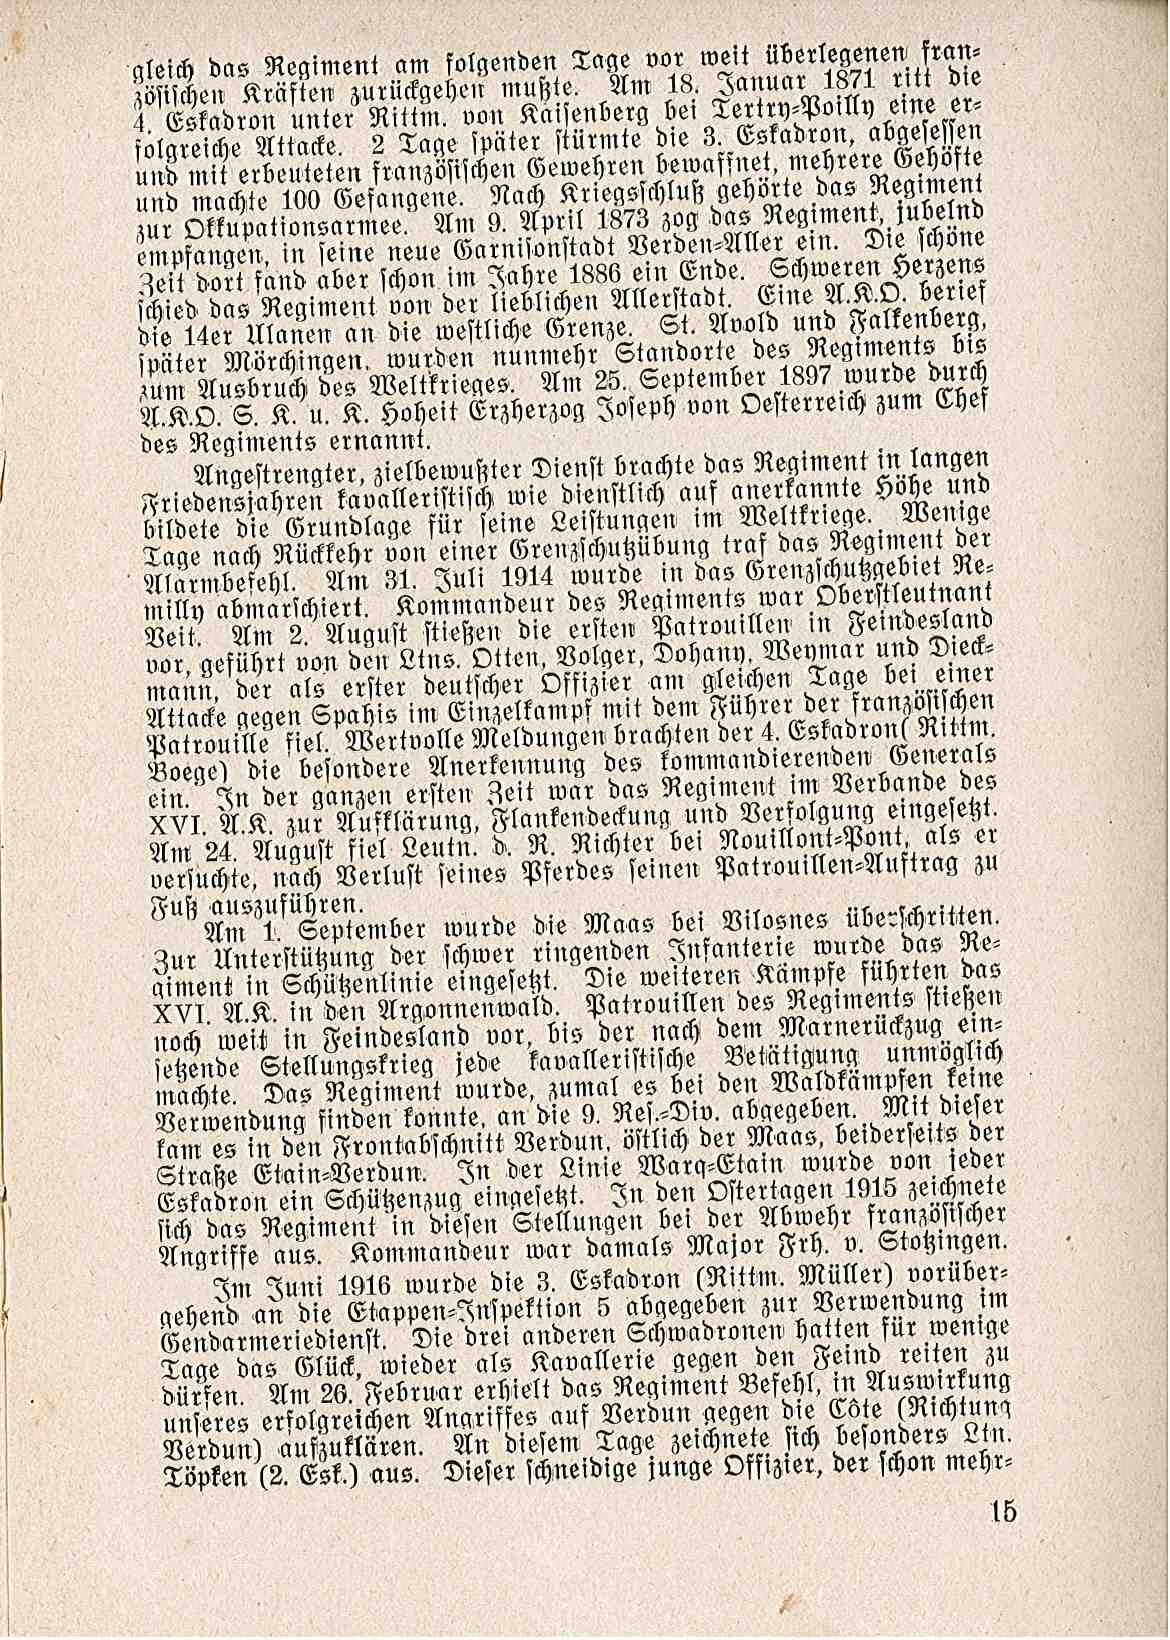 gleich das Regiment am folgenden Tage vor weit überlegenen fran-
zösischen Kräften zurückgehen mußte. Am 18. Januar 1871 ritt die
4. Eskadron unter Rittm. von Kaisenberg bei Tertry-Poilly eine er-
folgreiche Attacke. 2 Tage später stürmte die 3. Eskadron, abgesessen
und mit erbeuteten französischen Gewehren bewaffnet, mehrere Gehöfte
und machte 100 Gefangene. Nach Kriegsschluß gehörte das Regiment
zur Okkupationsarmee. Am 9. April 1873 zog das Regiment, jubelnd
empfangen, in seine neue Garnisonstadt Verden-Aller ein. Die schöne
Zeit dort fand aber schon im Jahre 1886 ein Ende. Schweren Herzens
schied das Regiment von der lieblichen Allerstadt. Eine A.K.O. berief
die 14er Ulanen an die westliche Grenze. St. Avold und Falkenberg,
später Mörchingen, wurden nunmehr Standorte des Regiments bis
zum Ausbruch des Weltkrieges. Am 25. September 1897 wurde durch
A.K.O. S. K. u. K. Hoheit Erzherzog Joseph von Oesterreich zum Chef
des Regiments ernannt.
Angestrengter, zielbewußter Dienst brachte das Regiment in langen
Friedensjahren kavalleristisch wie dienstlich auf anerkannte Höhe und
bildete die Grundlage für seine Leistungen im Weltkriege. Wenige
Tage nach Rückkehr von einer Grenzschutzübung traf das Regiment der
Alarmbefehl. Am 31. Juli 1914 wurde in das Grenzschutzgebiet Re-
milly abmarschiert. Kommandeur des Regiments war Oberstleutnant
Veit. Am 2. August stießen die ersten Patrouillen in Feindesland
vor, geführt von den Ltns. Otten, Volger, Dohany, Weymar und Dieck-
mann, der als erster deutscher Offizier am gleichen Tage bei einer
Attacke gegen Spahis im Einzelkampf mit dem Führer der französischen
Patrouille fiel. Wertvolle Meldungen brachten der 4. Eskadron( Rittm.
Boege) die besondere Anerkennung des kommandierenden Generals
ein. In der ganzen ersten Zeit war das Regiment im Verbande des
XVI. A.K. zur Aufklärung, Flankendeckung und Verfolgung eingesetzt.
Am 24. August fiel Leutn. d. R. Richter bei Nouillont-Pont, als er
versuchte, nach Verlust seines Pferdes seinen Patrouillen-Auftrag zu
Fuß auszuführen.
Am 1. September wurde die Maas bei Vilosnes überschritten.
Zur Unterstützung der schwer ringenden Infanterie wurde das Re-
giment in Schützenlinie eingesetzt. Die weiteren Kämpfe führten das
XVI. A.K. in den Argonnenwald. Patrouillen des Regiments stießen
noch weit in Feindesland vor, bis der nach dem Marnerückzug ein-
setzende Stellungskrieg jede kavalleristische Betätigung unmöglich
machte. Das Regiment wurde, zumal es bei den Waldkämpfen keine
Verwendung finden konnte, an die 9. Res.-Div. abgegeben. Mit dieser
kam es in den Frontabschnitt Verdun, östlich der Maas, beiderseits der
Straße Etain-Verdun. In der Linie Warq-Etain wurde von jeder
Eskadron ein Schützenzug eingesetzt. In den Ostertagen 1915 zeichnete
sich das Regiment in diesen Stellungen bei der Abwehr französischer
Angriffe aus. Kommandeur war damals Major Frh. v. Stotzingen.
Im Juni 1916 wurde die 3. Eskadron (Rittm. Müller) vorüber-
gehend an die Etappen-Inspektion 5 abgegeben zur Verwendung im
Gendarmeriedienst. Die drei anderen Schwadronen hatten für wenige
Tage das Glück, wieder als Kavallerie gegen den Feind reiten zu
dürfen. Am 26. Februar erhielt das Regiment Befehl, in Auswirkung
unseres erfolgreichen Angriffes auf Verdun gegen die Côte (Richtung
Verdun) aufzuklären. An diesem Tage zeichnete sich besonders Ltn.
Töpken (2. Esk.) aus. Dieser schneidige junge Offizier, der schon mehr-
15